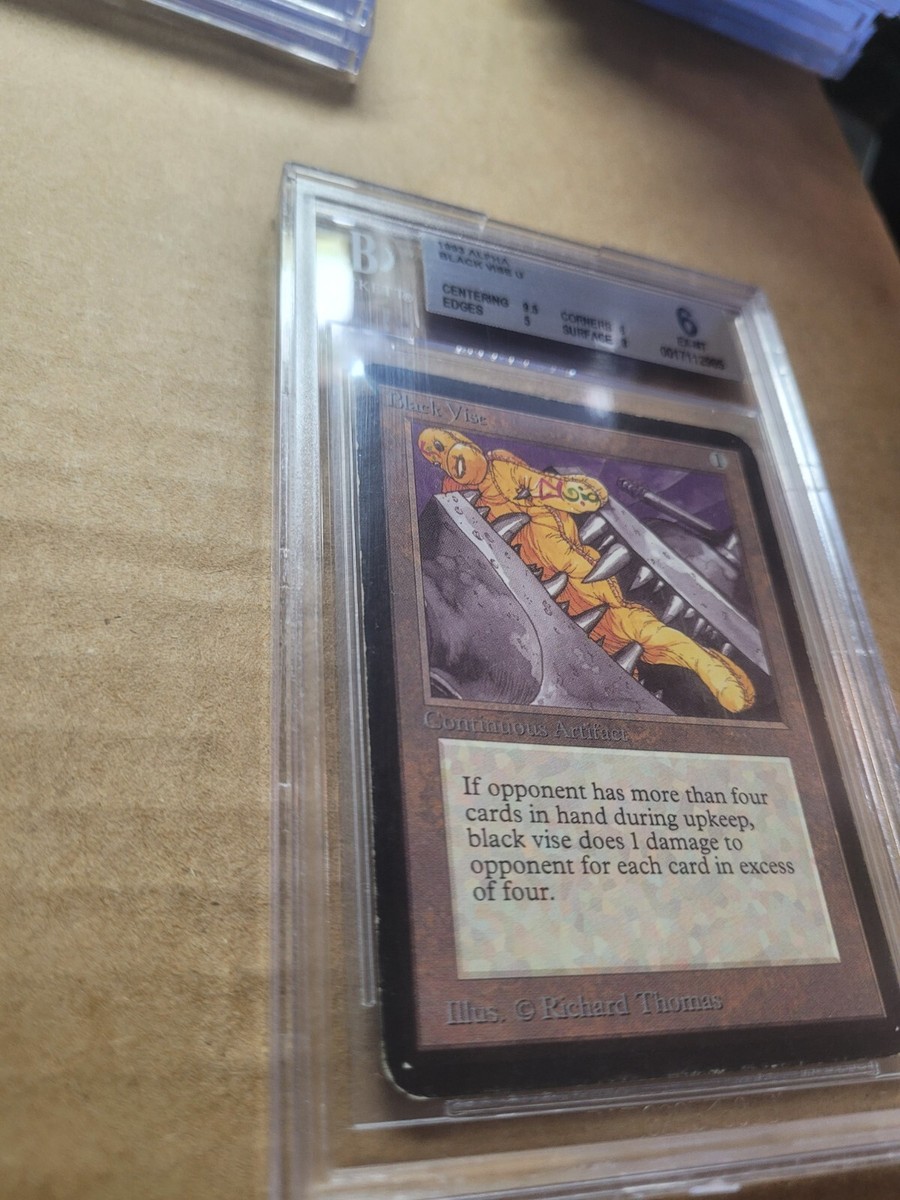 1993 ALPHA
BLACK VISE U
CENTERING 9.5
EDGES 5
CORNERS
SURFACE
6
EX-MT
Black Vise
1
Continuous Artifact
If opponent has more than four
cards in hand during upkeep,
black vise does 1 damage to
opponent for each card in excess
of four.
Illus. © Richard Thomas